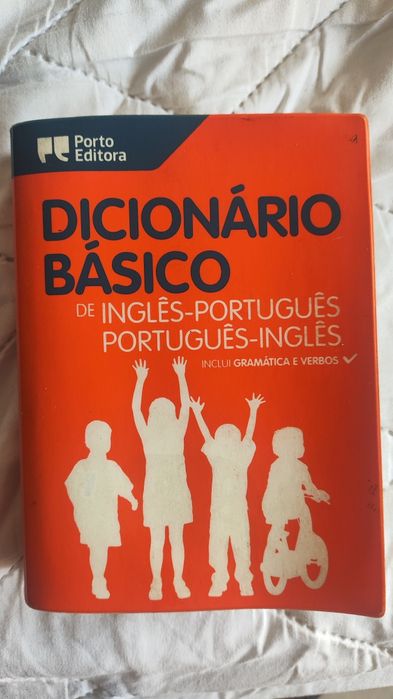 Porto
Editora
DICIONÁRIO
BÁSICO
DE INGLÊS-PORTUGUÊS
PORTUGUÊS-INGLÊS
INCLUI GRAMÁTICA E VERBOS